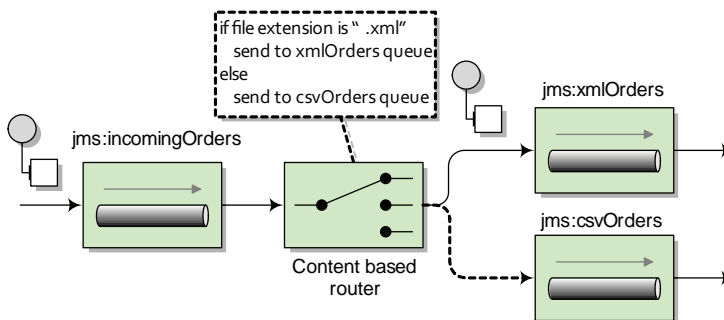 if file extension is “ .xml”
send to xmlOrders queue
else
send to csvOrders queue
jms:incomingOrders
jms:xmlOrders
jms:csvOrders
Content based
router